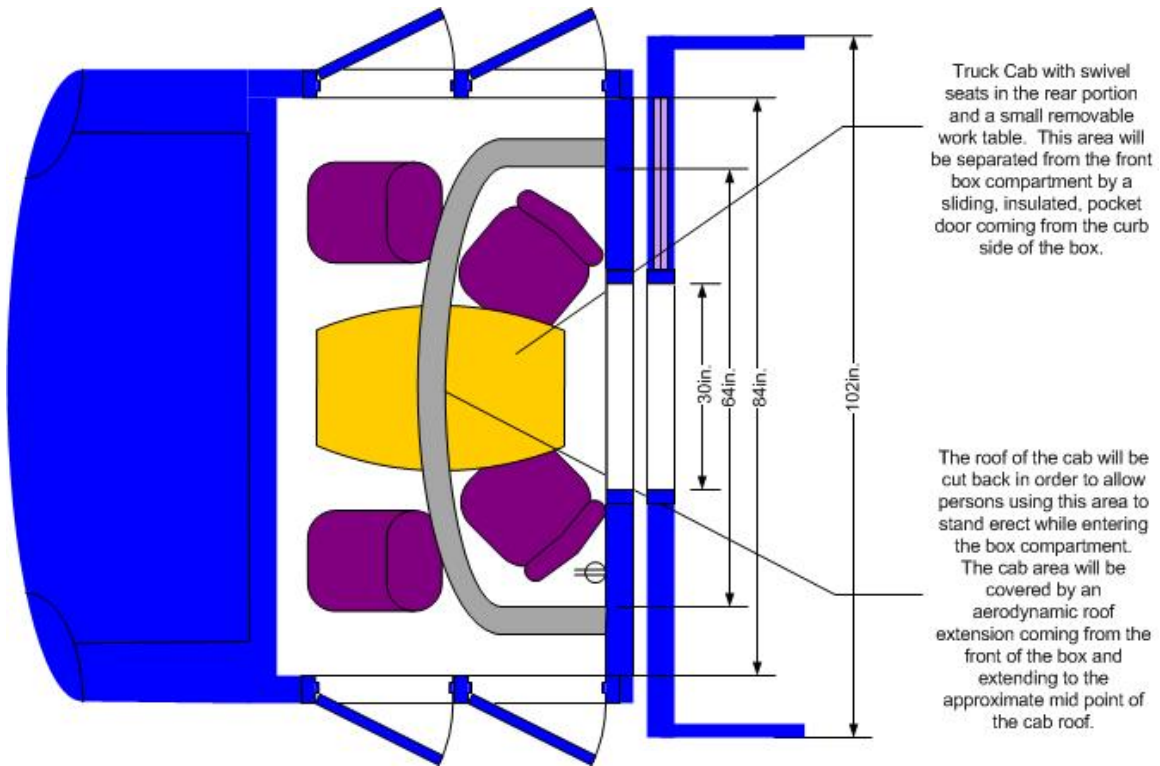 Truck Cab with swivel
seats in the rear portion
and a small removable
work table.  This area will
be separated from the front
box compartment by a
sliding, insulated, pocket
door coming from the curb
side of the box.
30in.
64in.
84in.
102in.
The roof of the cab will be
cut back in order to allow
persons using this area to
stand erect while entering
the box compartment.
The cab area will be
covered by an
aerodynamic roof
extension coming from the
front of the box and
extending to the
approximate mid point of
the cab roof.